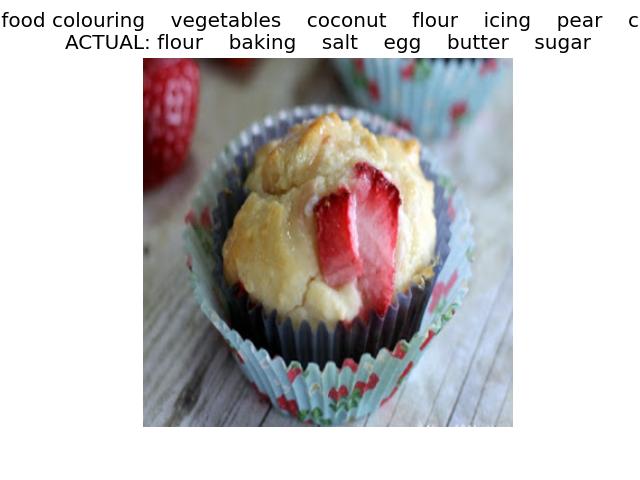 food colouring vegetables coconut flour icing pear c
ACTUAL: flour baking salt egg butter sugar